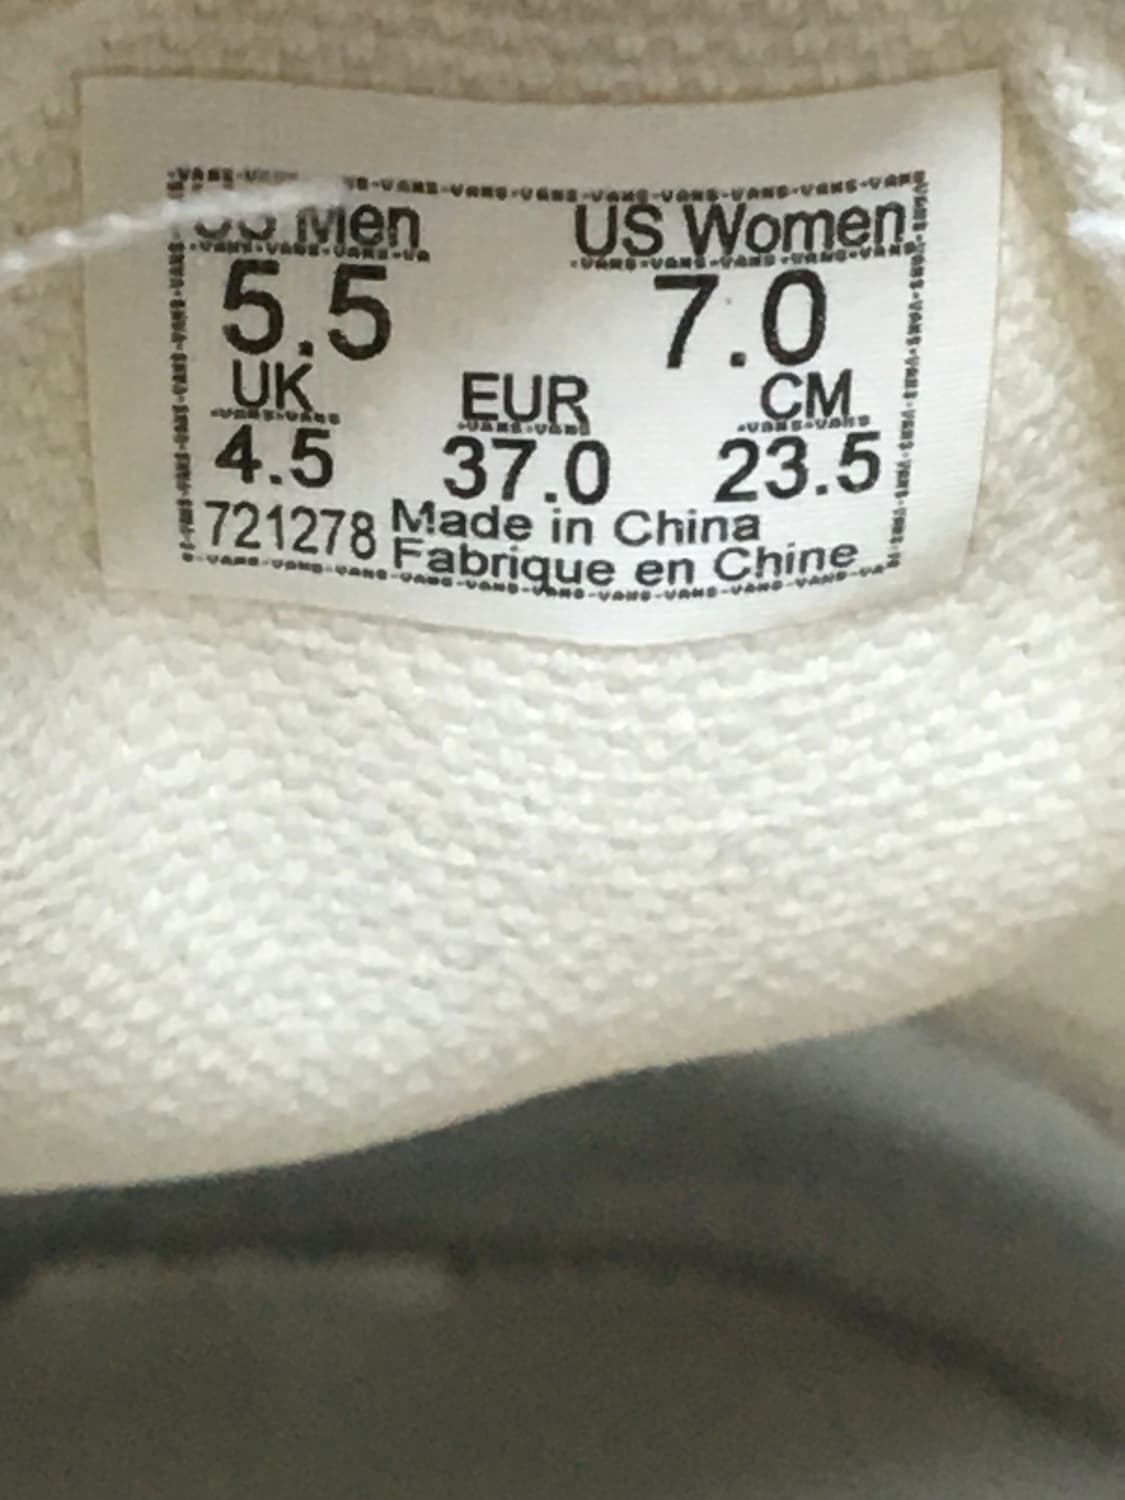 US Men US Women
5.5 7.0
UK EUR CM
4.5 37.0 23.5
721278 Made in China
Fabrique en Chine